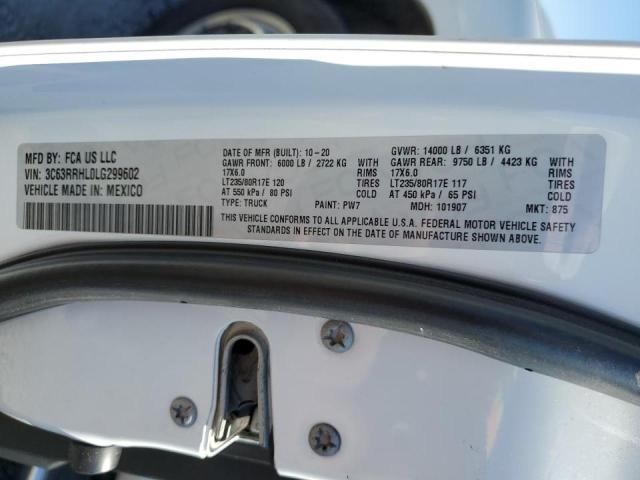 MFD BY: FCA US LLC
VIN: 3C63RRHL0LG299602
VEHICLE MADE IN: MEXICO
DATE OF MFR (BUILT): 10-20
GAWR FRONT: 6000 LB / 2722 KG WITH
17X6.0 RIMS
LT235/80R17E 120 TIRES
AT 550 kPa / 80 PSI COLD
TYPE: TRUCK PAINT: PW7
GVWR: 14000 LB / 6351 KG
GAWR REAR: 9750 LB / 4423 KG WITH
17X6.0 RIMS
LT235/80R17E 117 TIRES
AT 450 kPa / 65 PSI COLD
MDH: 101907 MKT: 875
THIS VEHICLE CONFORMS TO ALL APPLICABLE U.S.A. FEDERAL MOTOR VEHICLE SAFETY
STANDARDS IN EFFECT ON THE DATE OF MANUFACTURE SHOWN ABOVE.